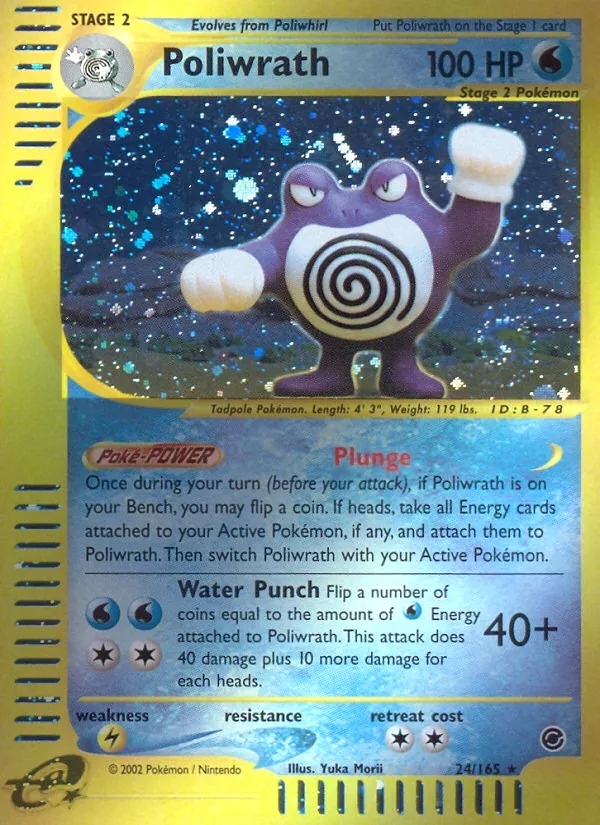 STAGE 2
Evolves from Poliwhirl
Put Poliwrath on the Stage 1 card
Poliwrath
100 HP
Stage 2 Pokémon
Tadpole Pokémon. Length: 4' 3", Weight: 119 lbs. ID:B-78
Poké-POWER
Plunge
Once during your turn (before your attack), if Poliwrath is on
your Bench, you may flip a coin. If heads, take all Energy cards
attached to your Active Pokémon, if any, and attach them to
Poliwrath. Then switch Poliwrath with your Active Pokémon.
Water Punch Flip a number of
coins equal to the amount of Energy
attached to Poliwrath. This attack does
40 damage plus 10 more damage for
each heads.
40+
weakness
resistance
retreat cost
© 2002 Pokémon / Nintendo
Illus. Yuka Morii
24/165 ★
e